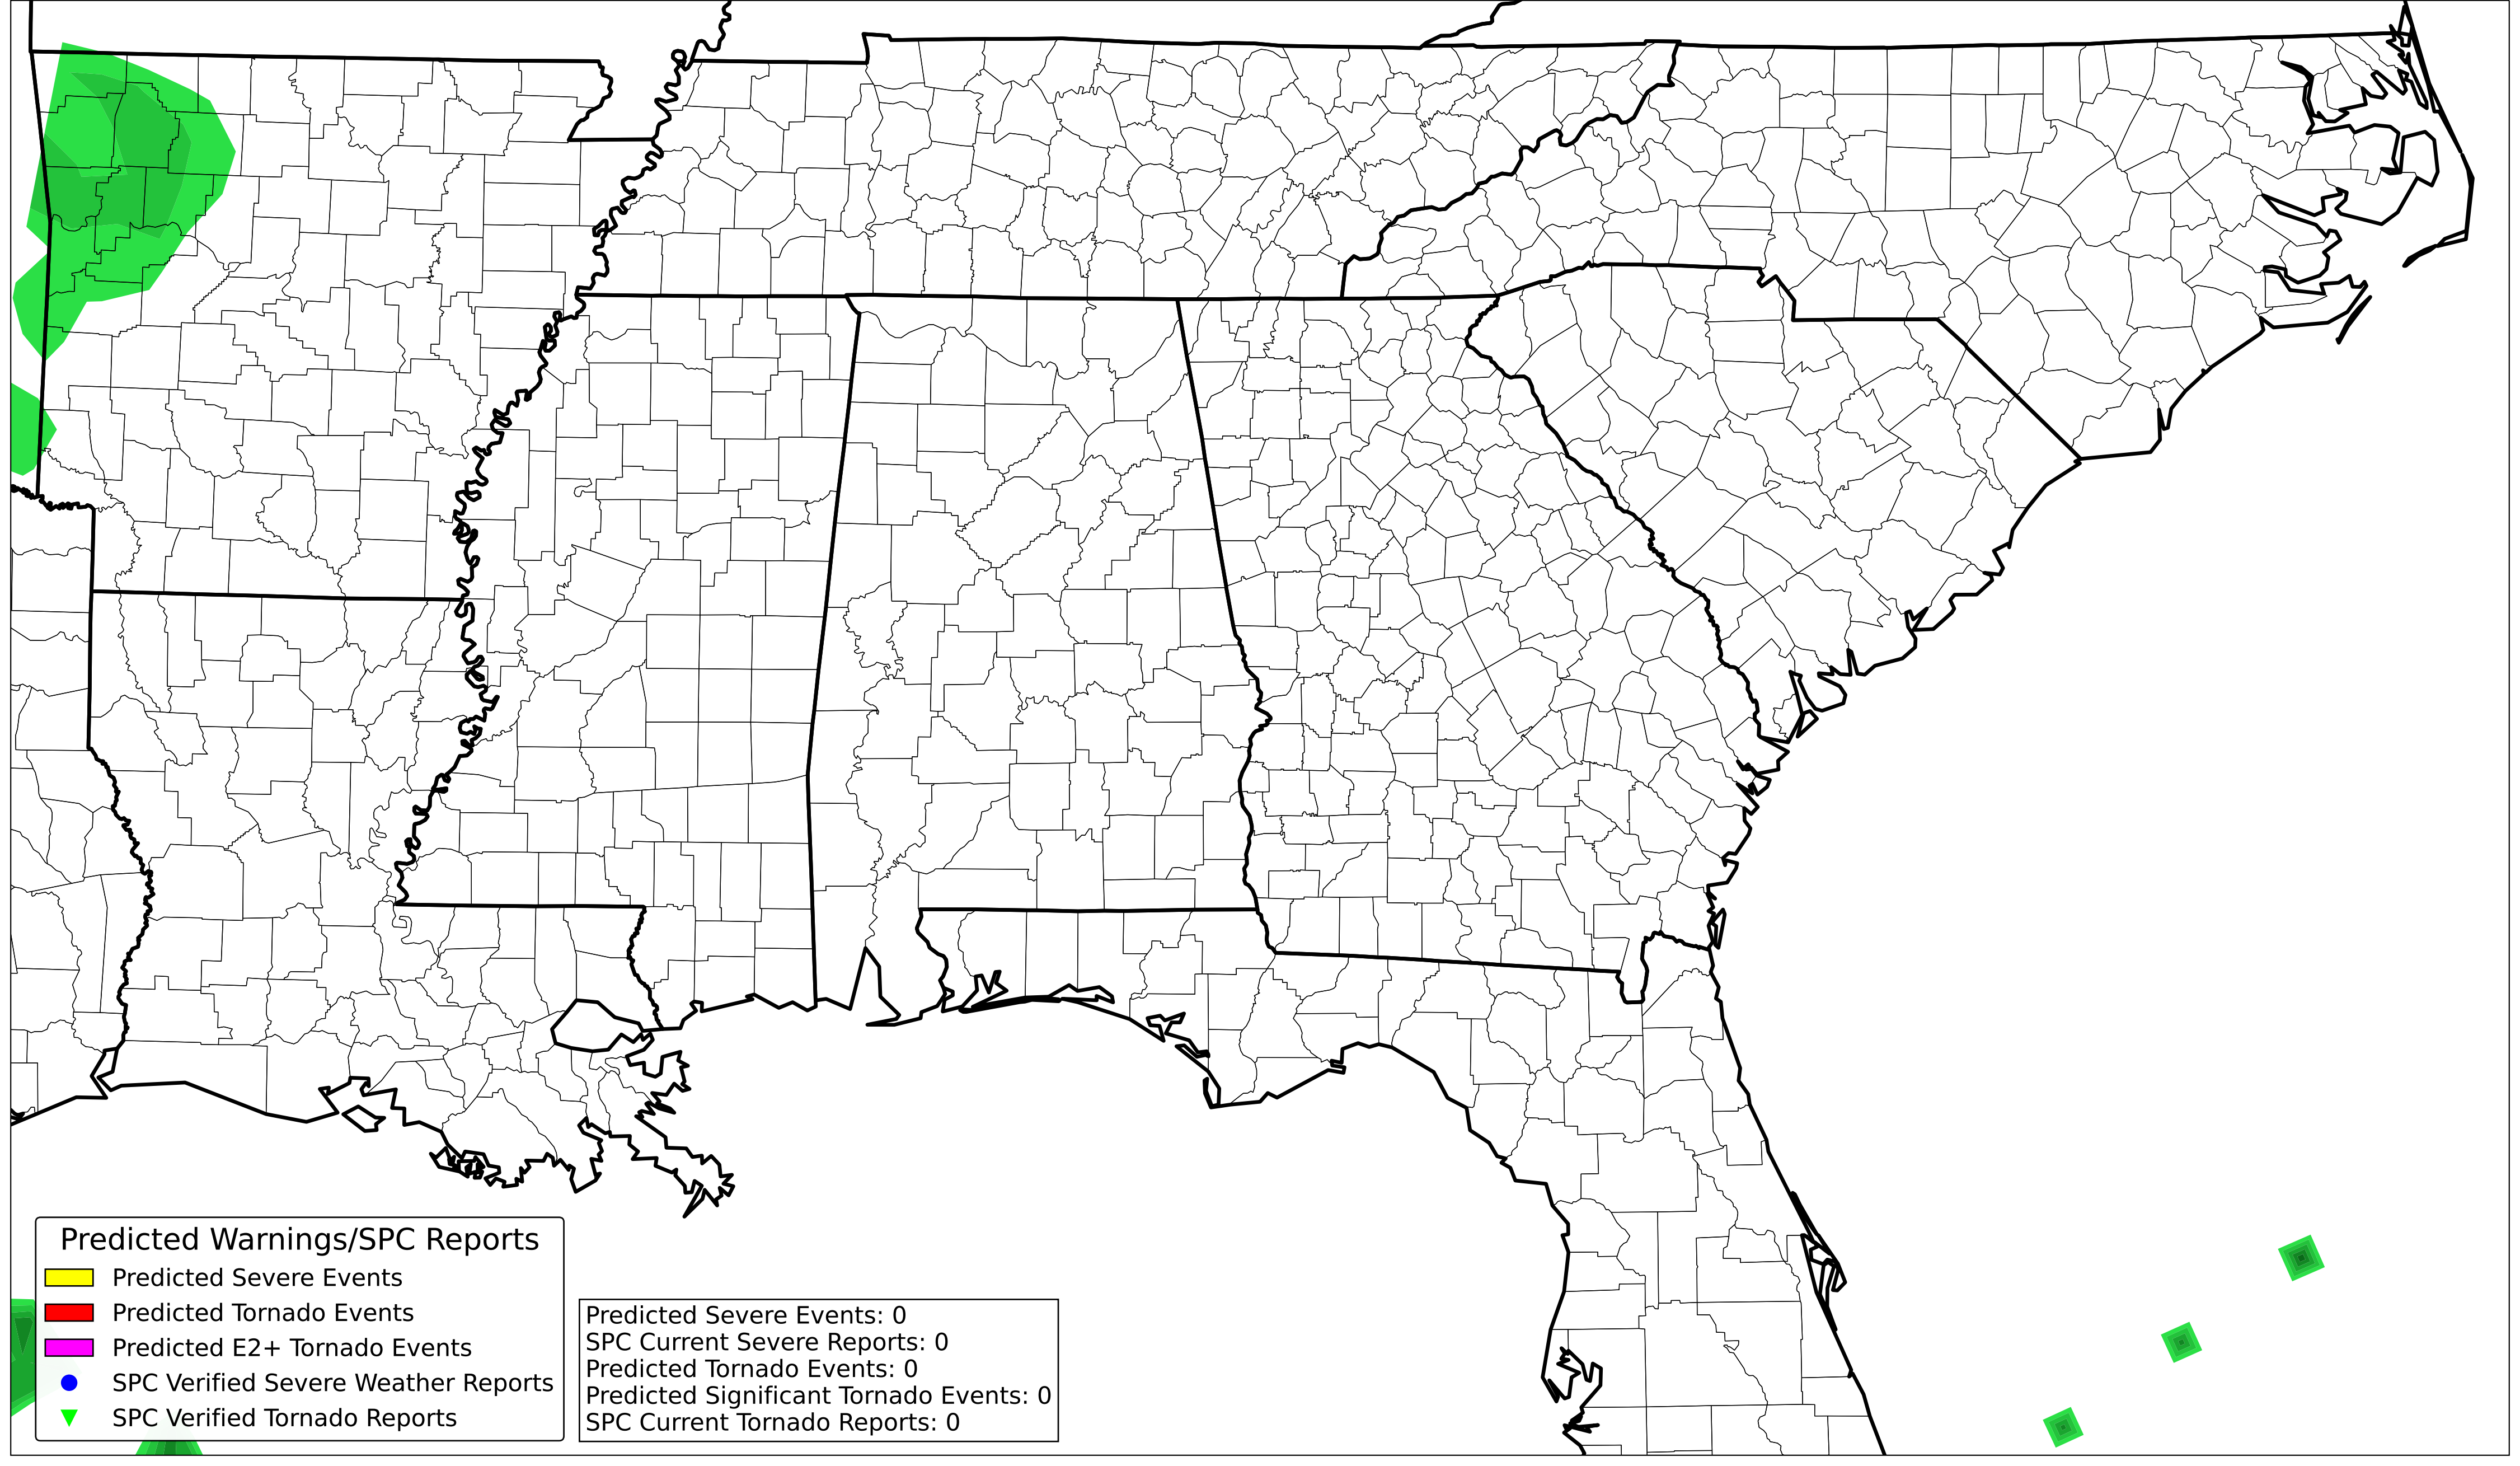 Predicted Warnings/SPC Reports
Predicted Severe Events
Predicted Tornado Events
Predicted E2+ Tornado Events
SPC Verified Severe Weather Reports
SPC Verified Tornado Reports
Predicted Severe Events: 0
SPC Current Severe Reports: 0
Predicted Tornado Events: 0
Predicted Significant Tornado Events: 0
SPC Current Tornado Reports: 0